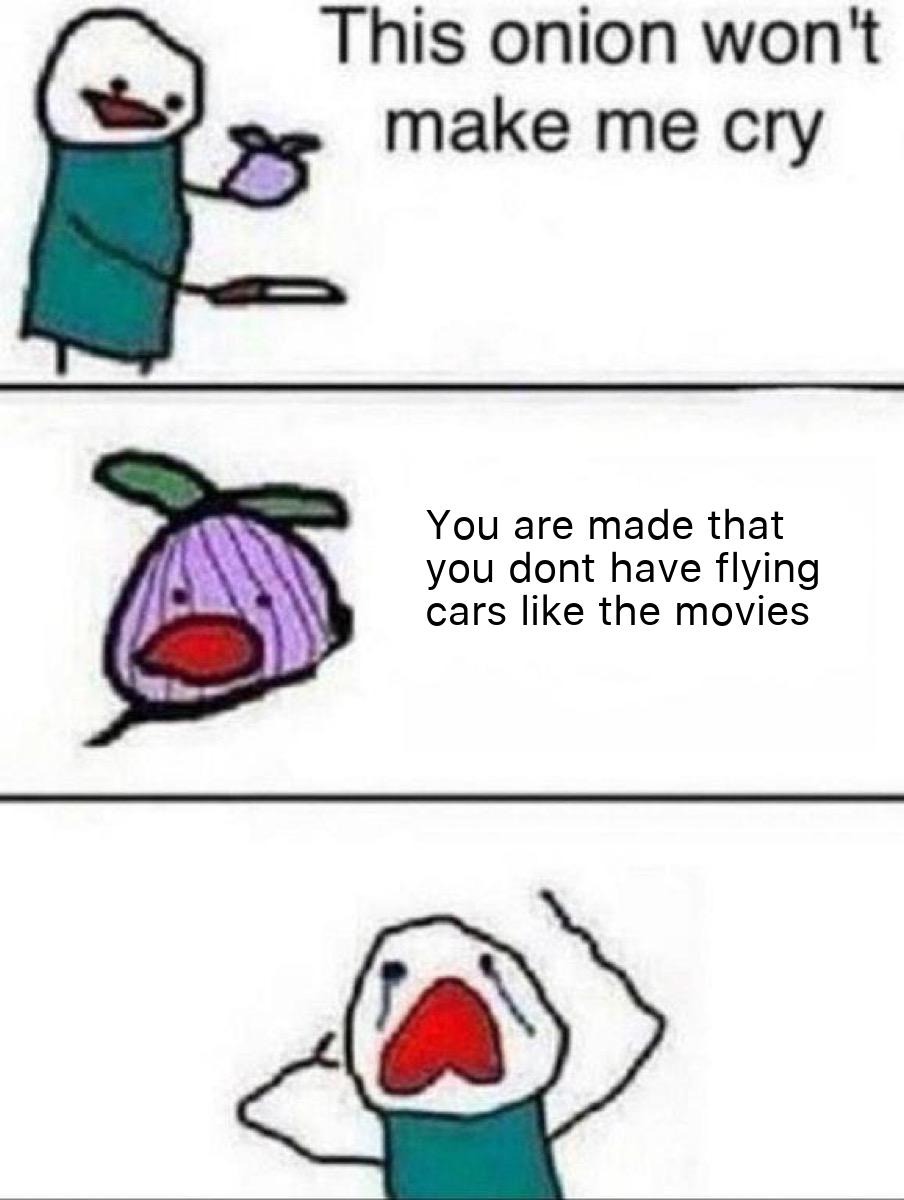 This onion won't
make me cry
You are made that
you dont have flying
cars like the movies